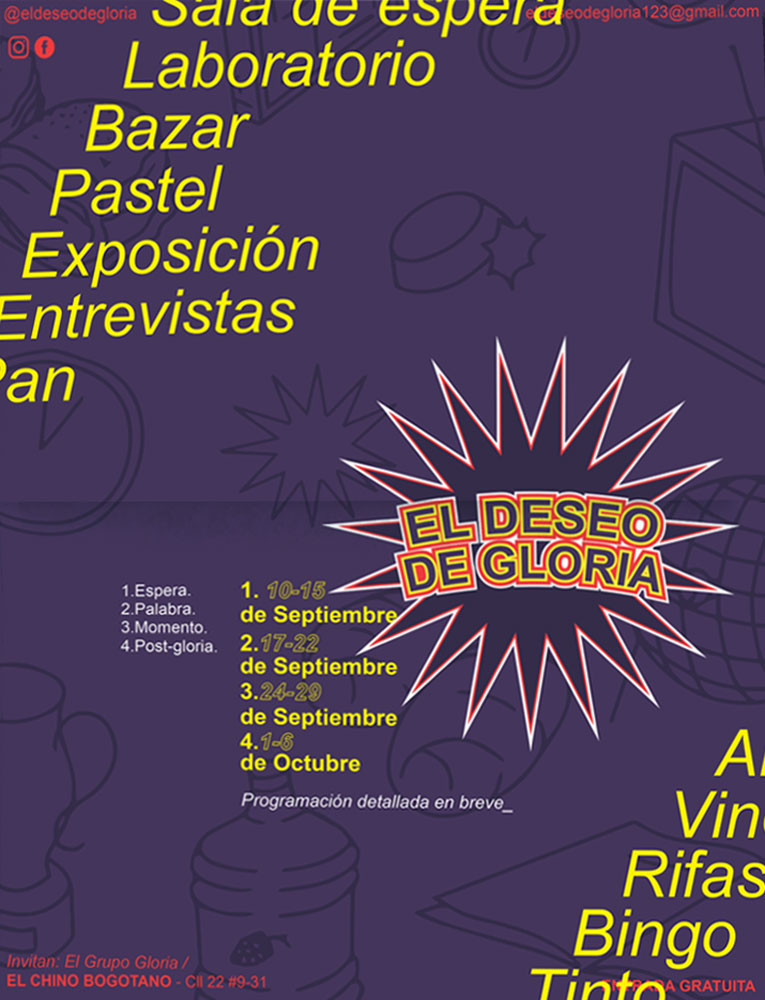 @eldeseodegloria
Sala de espera
eldeseodegloria123@gmail.com
Laboratorio
Bazar
Pastel
Exposición
Entrevistas
Pan
EL DESEO
DE GLORIA
1.Espera.
2.Palabra.
3.Momento.
4.Post-gloria.
1. 10-15
de Septiembre
2.17-22
de Septiembre
3.24-29
de Septiembre
4.1-6
de Octubre
Programación detallada en breve_
Rifas
Bingo
Tinto
Invitan: El Grupo Gloria /
EL CHINO BOGOTANO - Cll 22 #9-31
ENTRADA GRATUITA